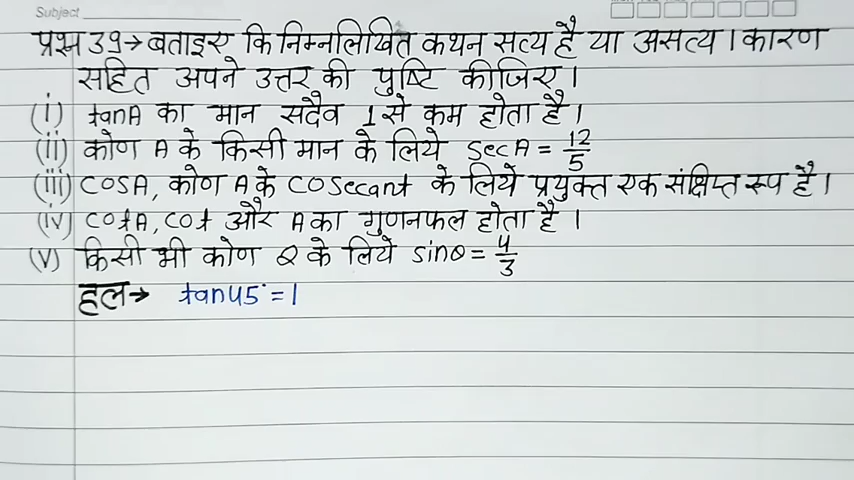 Subject
प्रश्न 39→ बताइए कि निम्नलिखित कथन सत्य है या असत्य। कारण
सहित अपने उत्तर की पुष्टि कीजिए।
(i) tanA का मान सदैव 1 से कम होता है।
(ii) कोण A के किसी मान के लिये secA = 12/5
(iii) COSA, कोण A के COSecant के लिये प्रयुक्त एक संक्षिप्त रूप है।
(iv) cotA, cot और A का गुणनफल होता है।
(v) किसी भी कोण Q के लिये sinθ = 4/3
हल→ tan45° = 1